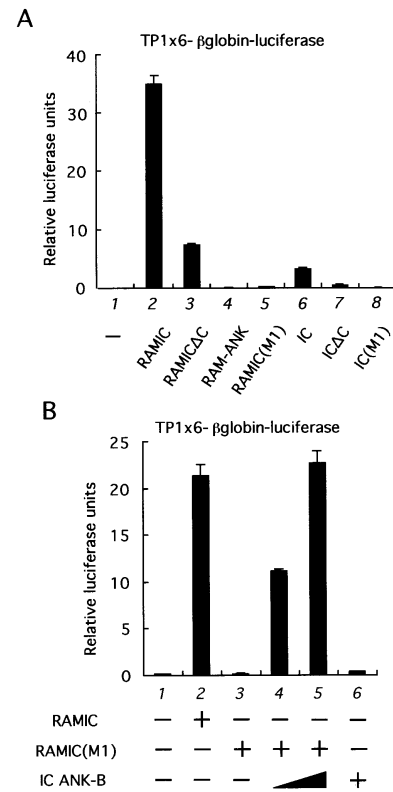 A
TP1x6- βglobin-luciferase
Relative luciferase units
40
30
20
10
0
1 2 3 4 5 6 7 8
— RAMIC RAMICΔC RAM-ANK RAMIC(M1) IC ICΔC IC(M1)
B
TP1x6- βglobin-luciferase
Relative luciferase units
25
20
15
10
5
0
1 2 3 4 5 6
RAMIC — + — — — —
RAMIC(M1) — — + + + —
IC ANK-B — — — +